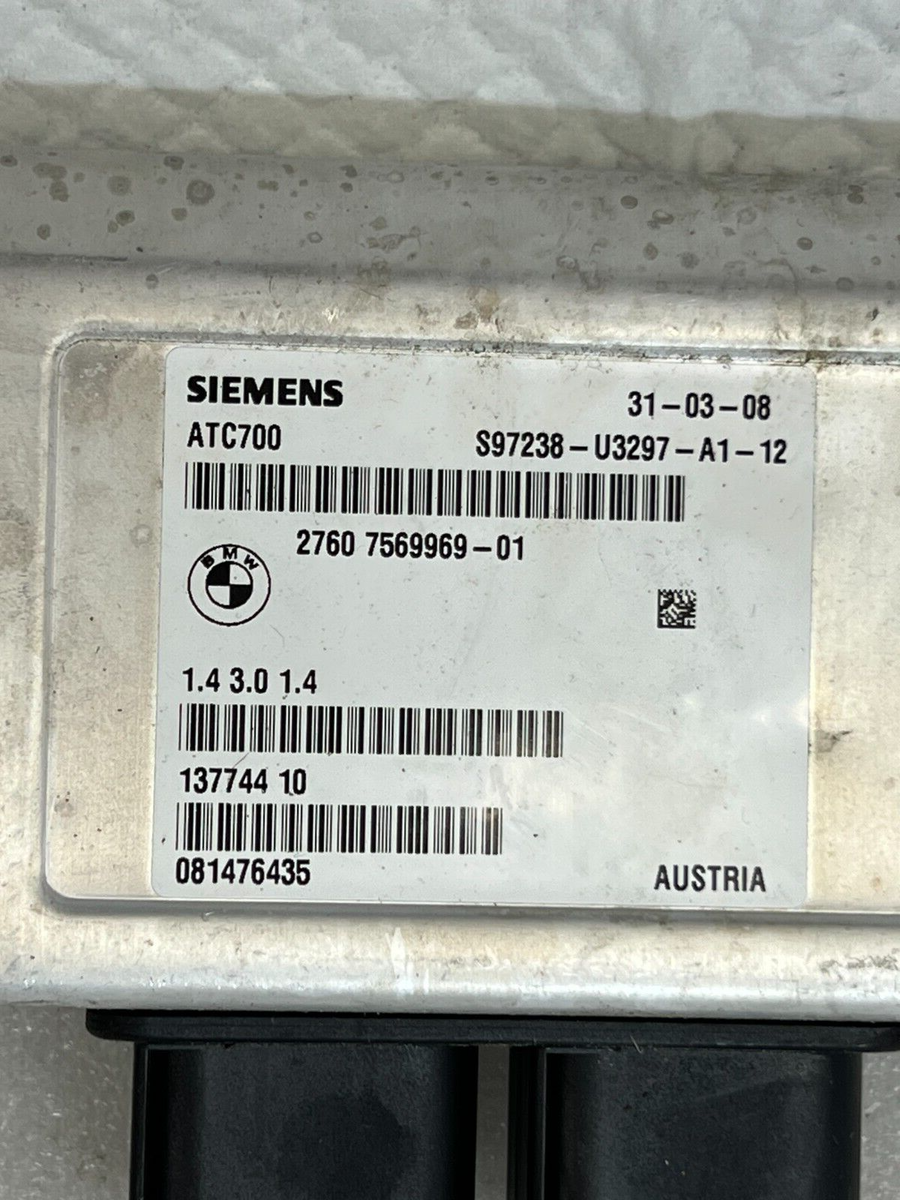 SIEMENS
31-03-08
ATC700
S97238-U3297-A1-12
2760 7569969-01
BMW
1.4 3.0 1.4
137744 10
081476435
AUSTRIA